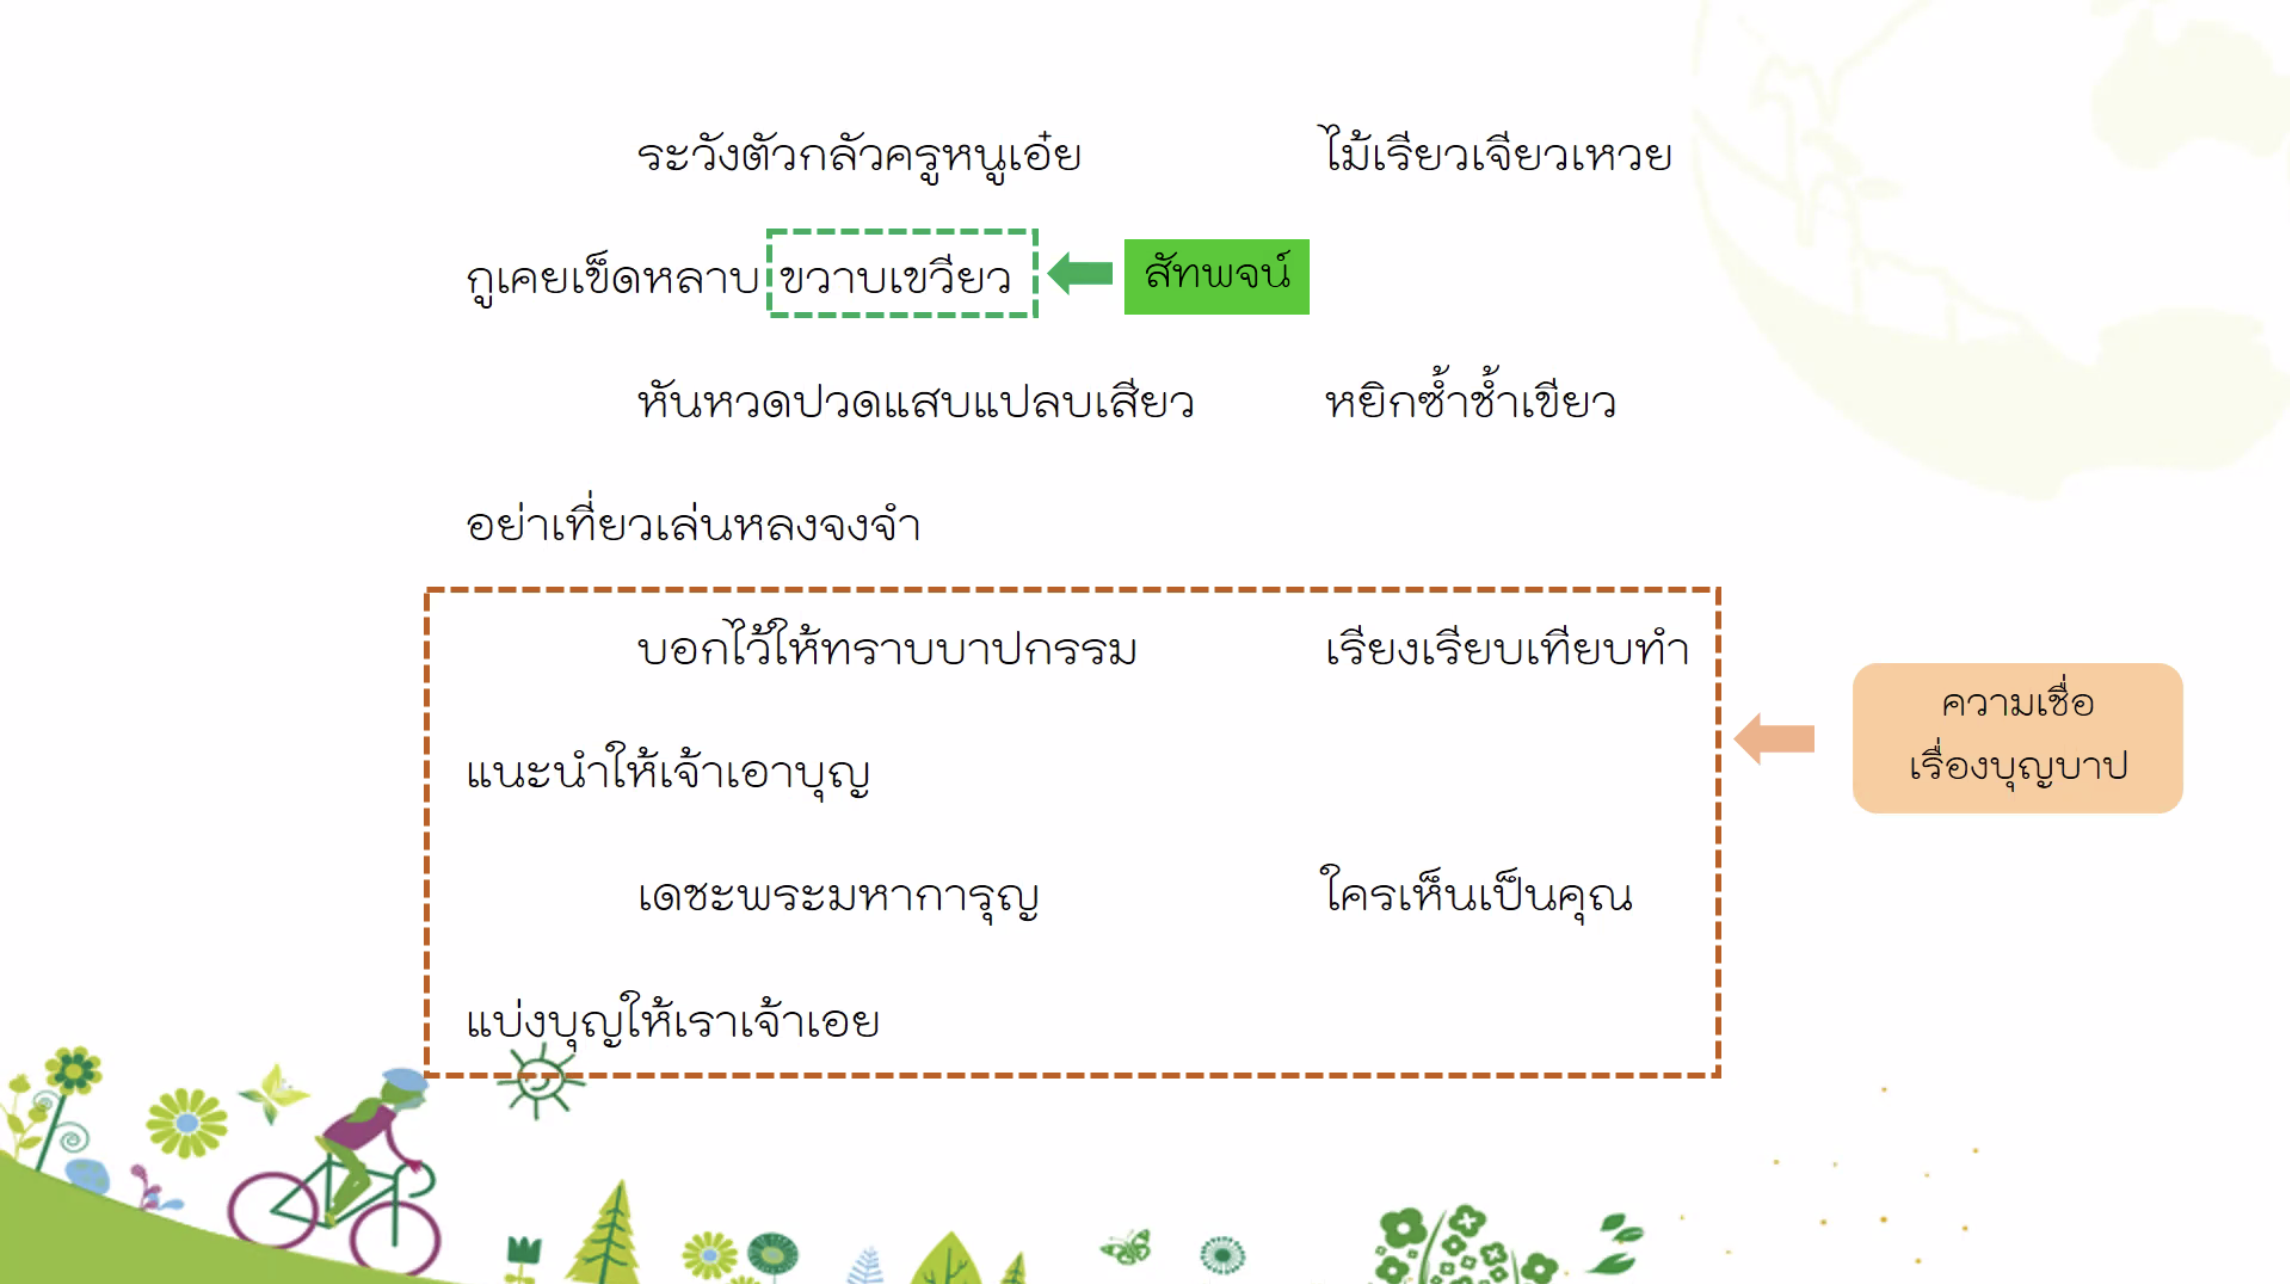 ระวังตัวกลัวครูหนูเอ๋ย ไม้เรียวเจียวเหวย
กูเคยเข็ดหลาบ ขวาบเขวียว สัทพจน์
หันหวดปวดแสบแปลบเสียว หยิกซ้ำช้ำเขียว
อย่าเที่ยวเล่นหลงจงจำ
บอกไว้ให้ทราบบาปกรรม เรียงเรียบเทียบทำ
แนะนำให้เจ้าเอาบุญ
เดชะพระมหาการุญ ใครเห็นเป็นคุณ
แบ่งบุญให้เราเจ้าเอย
ความเชื่อ
เรื่องบุญบาป